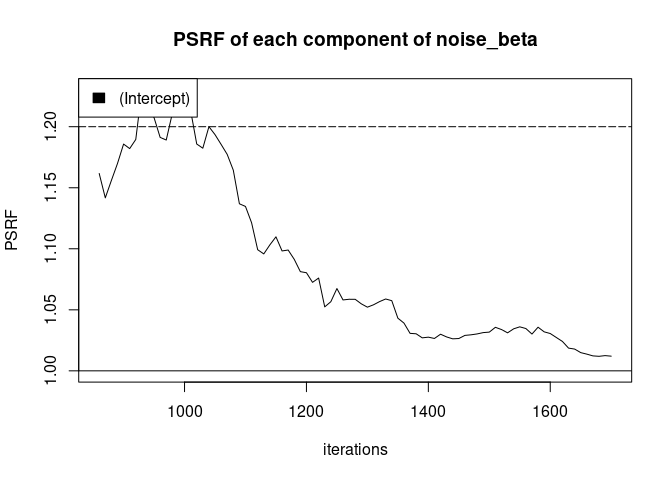 PSRF of each component of noise_beta
(Intercept)
PSRF
1.20
1.15
1.10
1.05
1.00
1000 1200 1400 1600
iterations